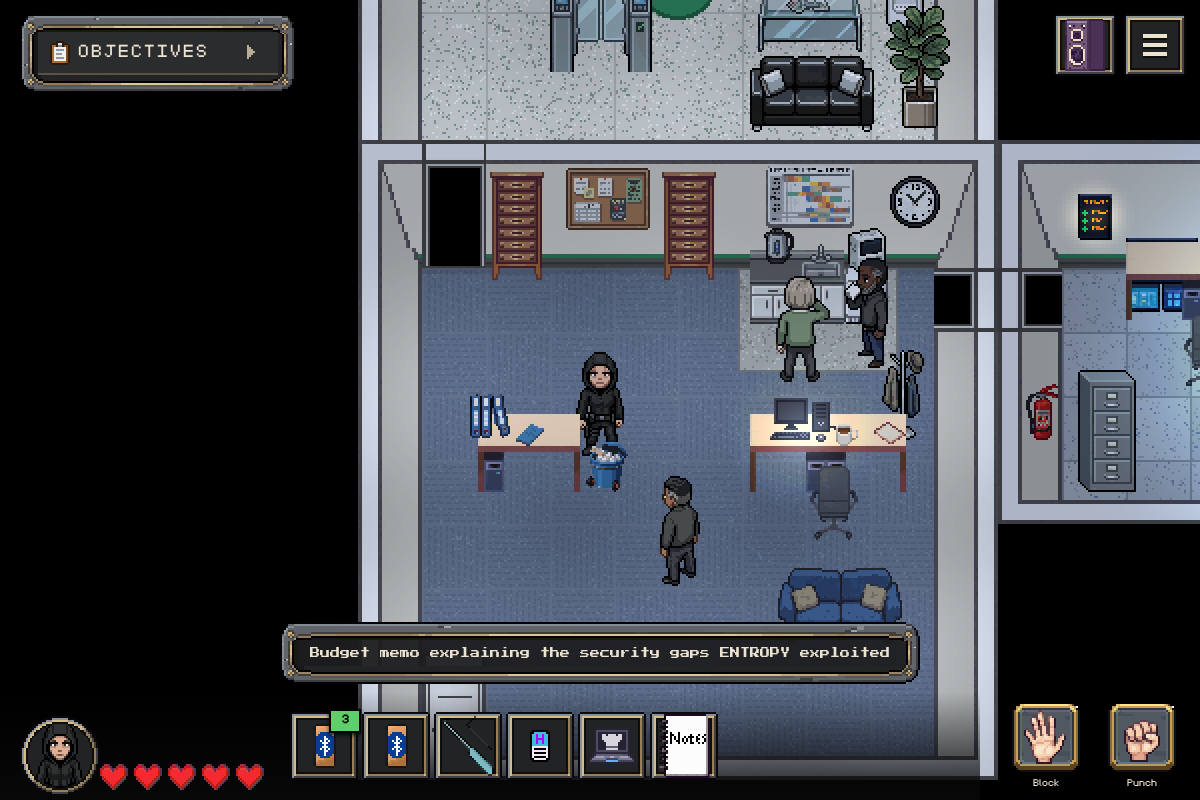 OBJECTIVES
Budget memo explaining the security gaps ENTROPY exploited
3
H
Notes
Block
Punch